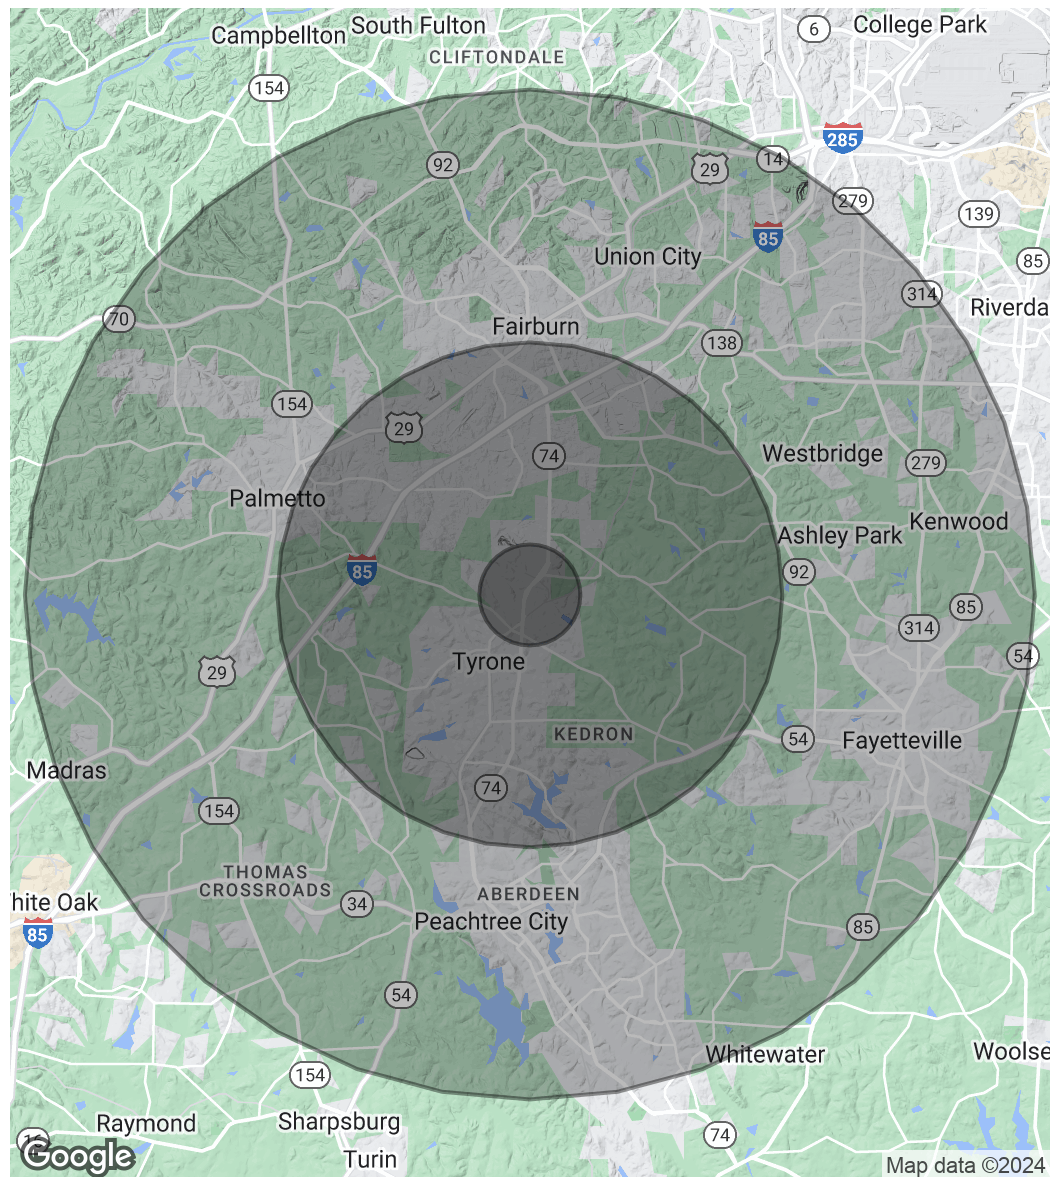 Campbellton
South Fulton
College Park
6
CLIFTONDALE
154
285
92
29
14
279
139
85
Union City
85
314
Riverda
70
Fairburn
138
154
29
74
Westbridge
279
Palmetto
Kenwood
Ashley Park
85
92
85
314
Tyrone
54
29
KEDRON
54
Fayetteville
Madras
74
154
THOMAS
CROSSROADS
34
ABERDEEN
hite Oak
Peachtree City
85
85
54
Whitewater
Woolse
154
Raymond
Sharpsburg
74
16
Google
Turin
Map data ©2024